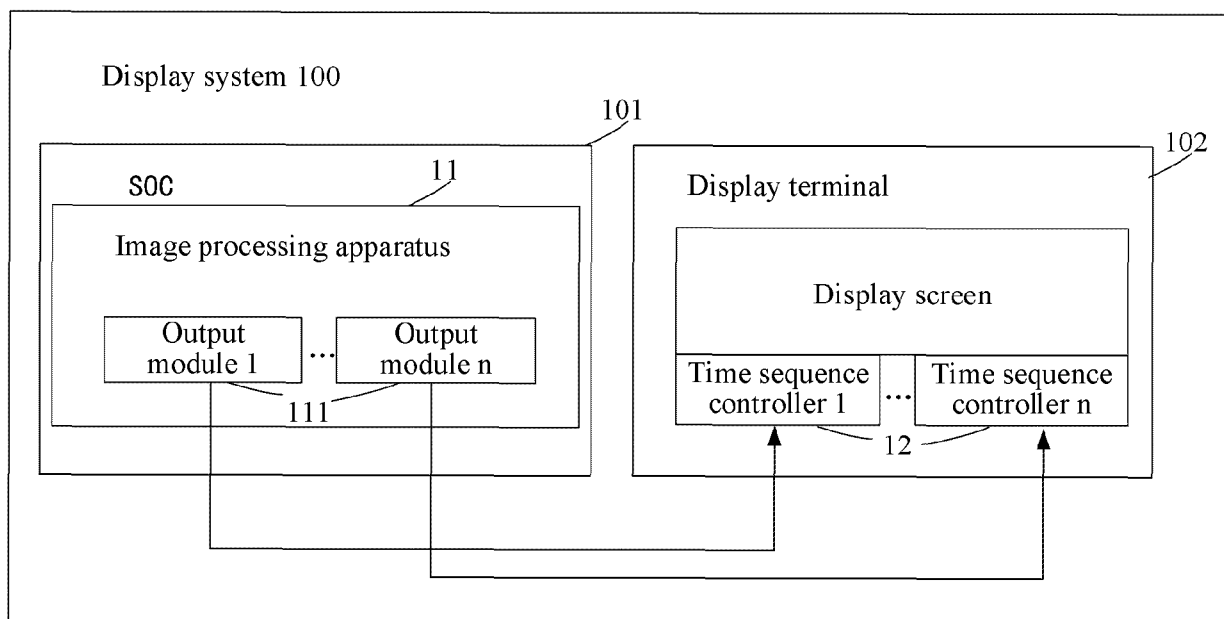 Display system 100
101
102
SOC
11
Image processing apparatus
Output
module 1
...
Output
module n
111
Display terminal
Display screen
Time sequence
controller 1
...
Time sequence
controller n
12